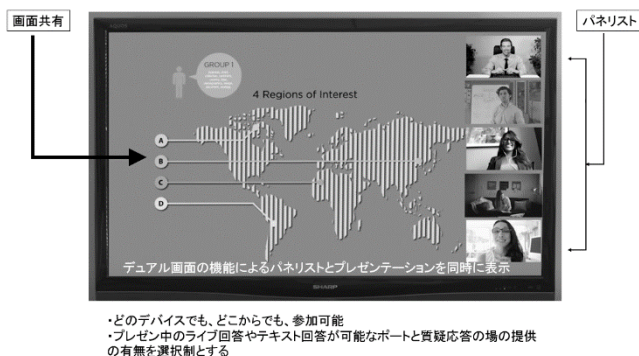 画面共有
パネリスト
GROUP 1
4 Regions of Interest
A
B
C
D
デュアル画面の機能によるパネリストとプレゼンテーションを同時に表示
SHARP
・どのデバイスでも、どこからでも、参加可能
・プレゼン中のライブ回答やテキスト回答が可能なポートと質疑応答の場の提供
の有無を選択制とする